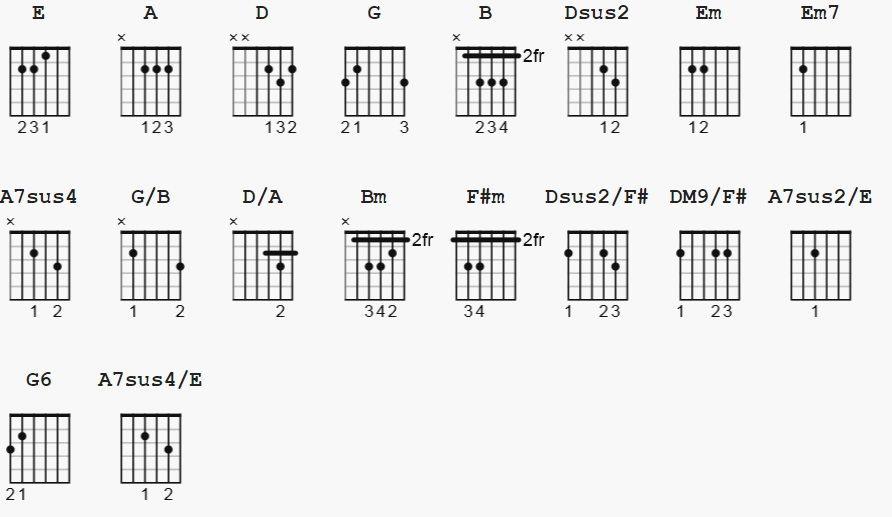 E A D G B Dsus2 Em Em7
× × ×× × ××
2fr
231 123 132 21 3 234 12 12 1
A7sus4 G/B D/A Bm F#m Dsus2/F# DM9/F# A7sus2/E
× × × ×
2fr 2fr
1 2 1 2 2 342 34 1 23 1 23 1
G6 A7sus4/E
21 1 2